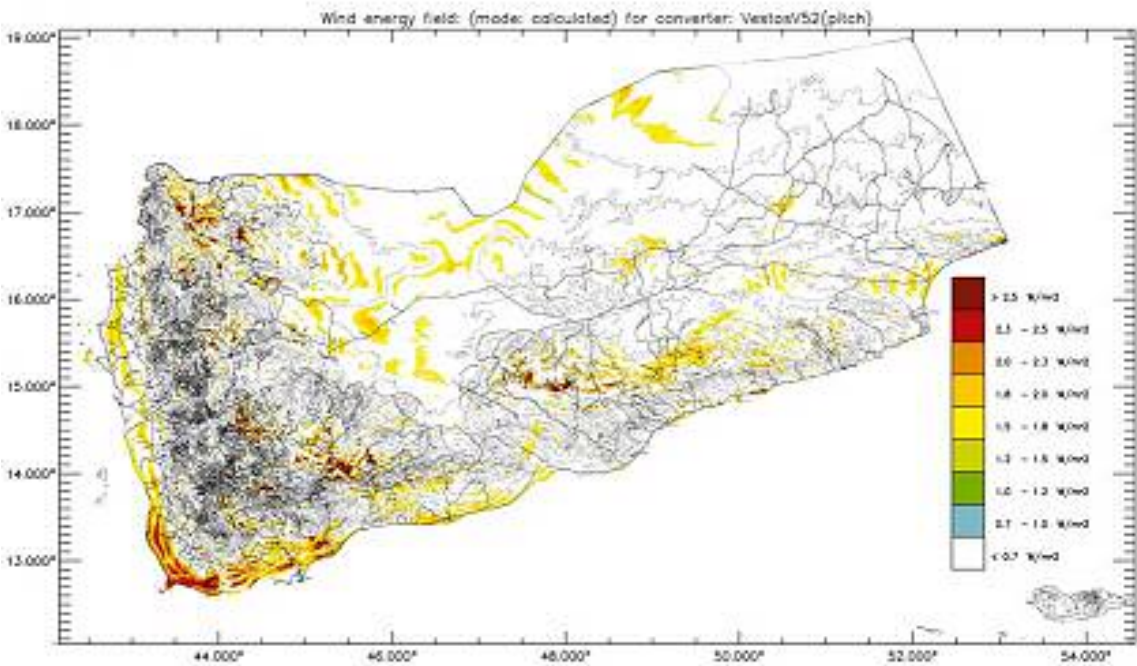 Wind energy field: (mode: calculated) for converter: VestasV52(pitch)
19.000°
18.000°
17.000°
16.000°
15.000°
14.000°
13.000°
> 2.5 W/m2
2.3 - 2.5 W/m2
2.0 - 2.3 W/m2
1.8 - 2.0 W/m2
1.5 - 1.8 W/m2
1.2 - 1.5 W/m2
1.0 - 1.2 W/m2
0.7 - 1.0 W/m2
< 0.7 W/m2
44.000° 46.000° 48.000° 50.000° 52.000° 54.000°